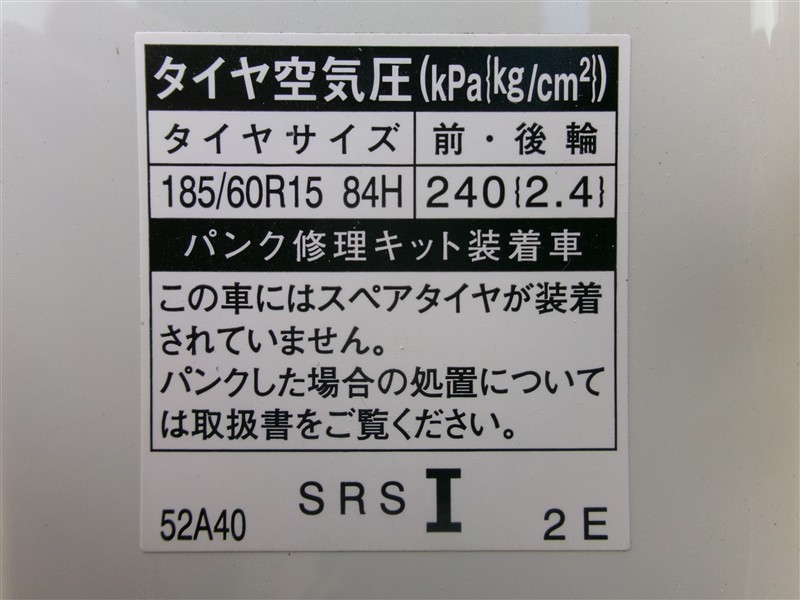 タイヤ空気圧(kPa{kg/cm²})
タイヤサイズ 前・後輪
185/60R15 84H 240{2.4}
パンク修理キット装着車
この車にはスペアタイヤが装着
されていません。
パンクした場合の処置について
は取扱書をご覧ください。
SRS I
52A40 2E